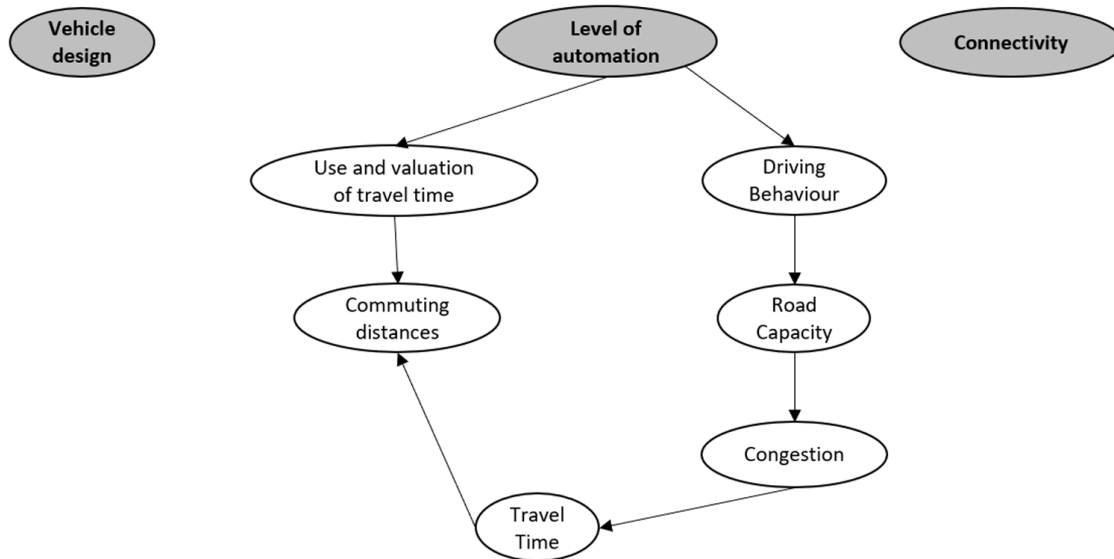 Vehicle
design
Level of
automation
Connectivity
Use and valuation
of travel time
Driving
Behaviour
Commuting
distances
Road
Capacity
Congestion
Travel
Time